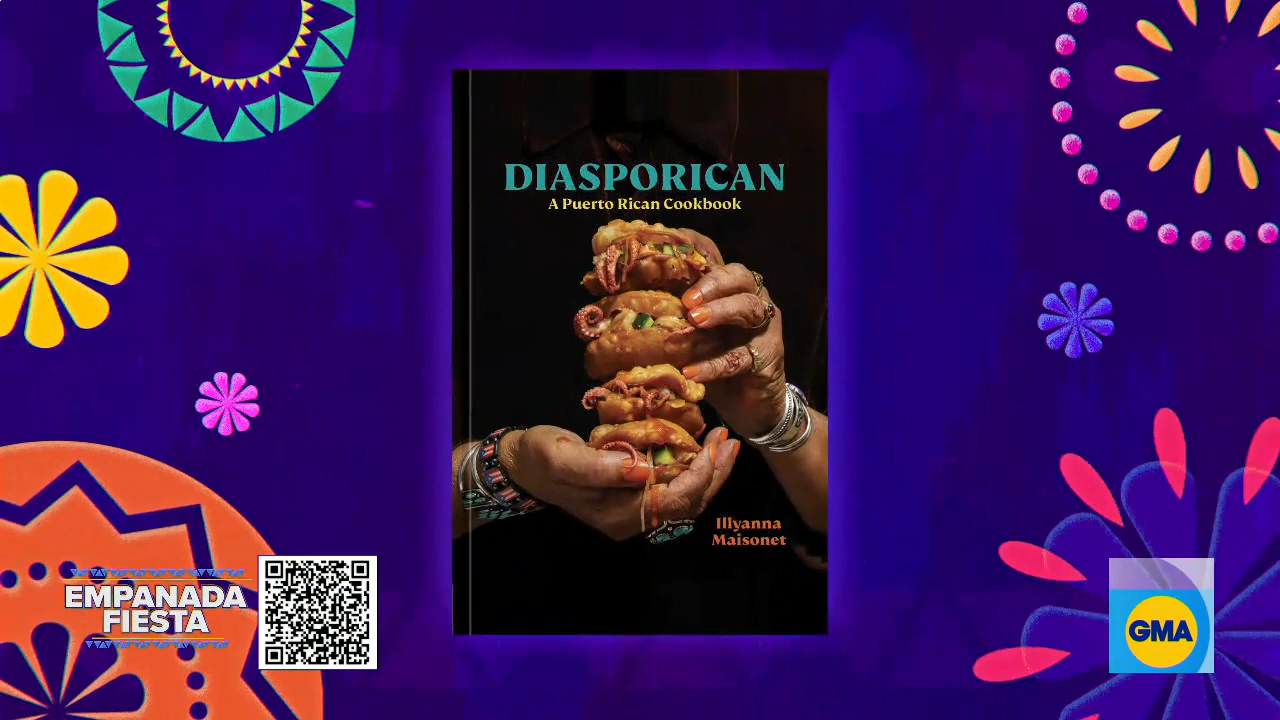 DIASPORICAN
A Puerto Rican Cookbook
Illyanna
Maisonet
EMPANADA
FIESTA
GMA